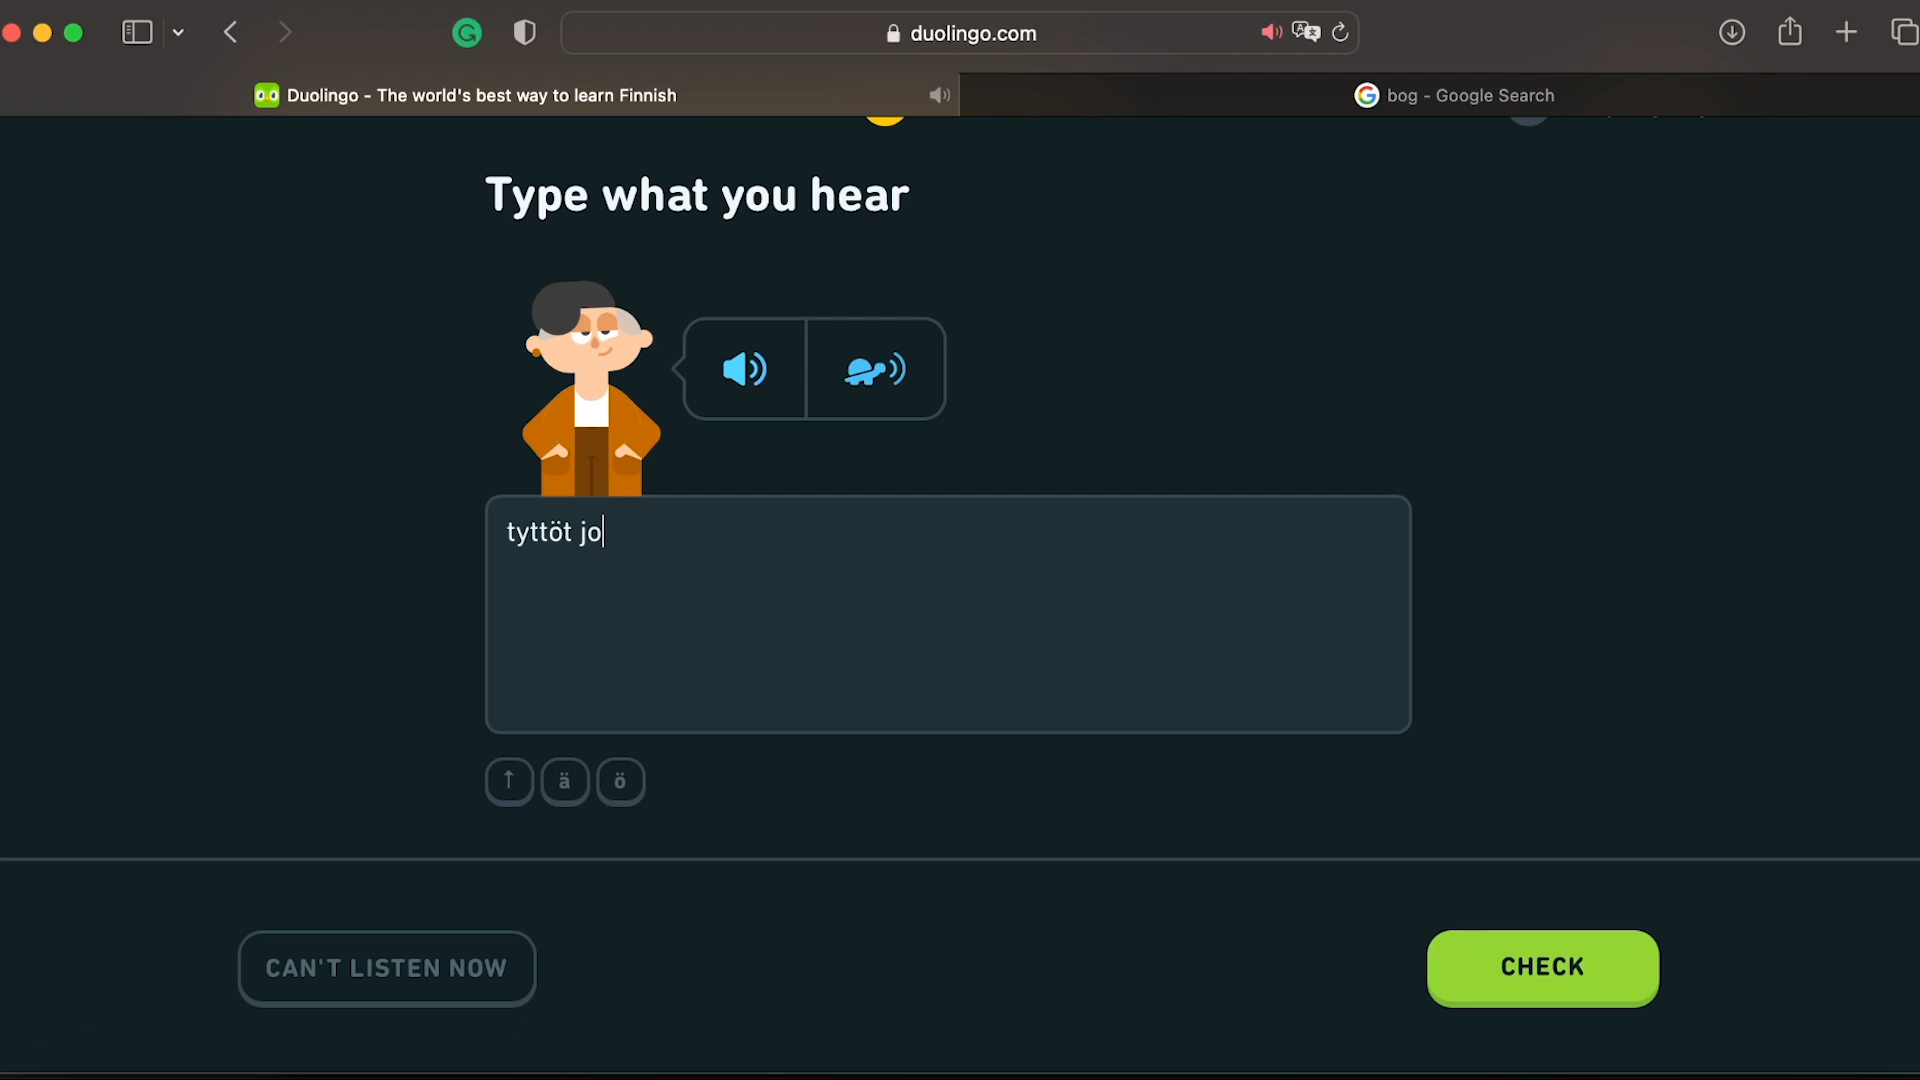 duolingo.com
Duolingo - The world's best way to learn Finnish
bog - Google Search
Type what you hear
tyttöt jo
↑ ä ö
CAN'T LISTEN NOW
CHECK